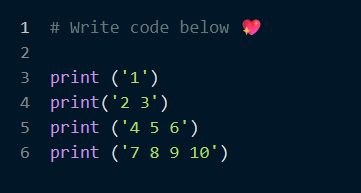 1 # Write code below 💖
2
3 print ('1')
4 print('2 3')
5 print ('4 5 6')
6 print ('7 8 9 10')